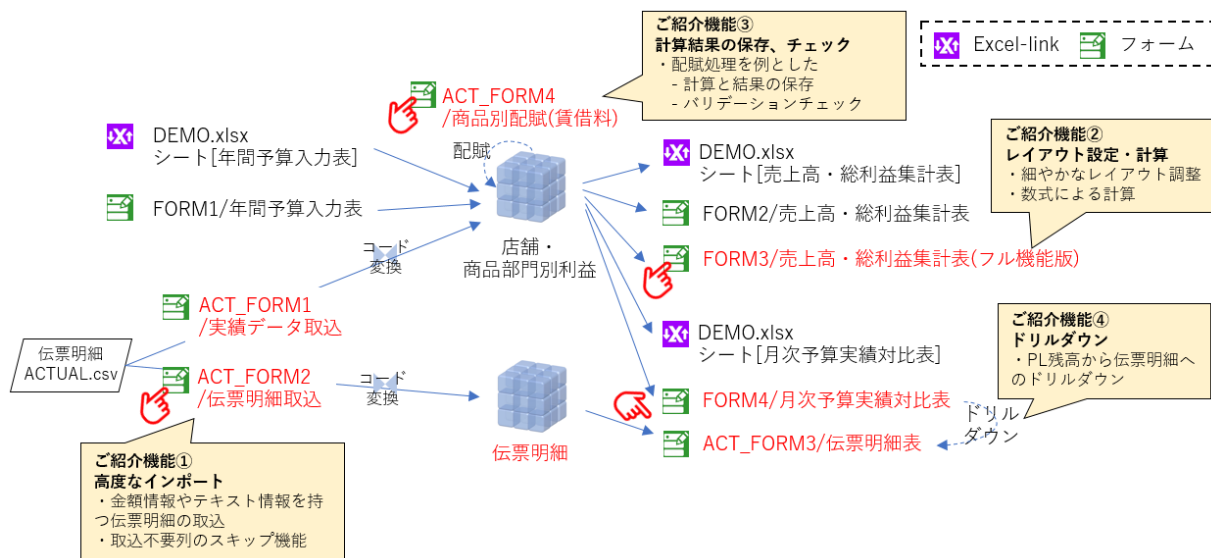 ご紹介機能③
計算結果の保存、チェック
・配賦処理を例とした
- 計算と結果の保存
- バリデーションチェック
Excel-link
フォーム
ACT_FORM4
/商品別配賦(賃借料)
配賦
DEMO.xlsx
シート[年間予算入力表]
FORM1/年間予算入力表
コード
変換
店舗・
商品部門別利益
DEMO.xlsx
シート[売上高・総利益集計表]
FORM2/売上高・総利益集計表
FORM3/売上高・総利益集計表(フル機能版)
ご紹介機能②
レイアウト設定・計算
・細やかなレイアウト調整
・数式による計算
ACT_FORM1
/実績データ取込
伝票明細
ACTUAL.csv
ACT_FORM2
/伝票明細取込
コード
変換
伝票明細
DEMO.xlsx
シート[月次予算実績対比表]
FORM4/月次予算実績対比表
ACT_FORM3/伝票明細表
ドリル
ダウン
ご紹介機能④
ドリルダウン
・PL残高から伝票明細へ
のドリルダウン
ご紹介機能①
高度なインポート
・金額情報やテキスト情報を持
つ伝票明細の取込
・取込不要列のスキップ機能